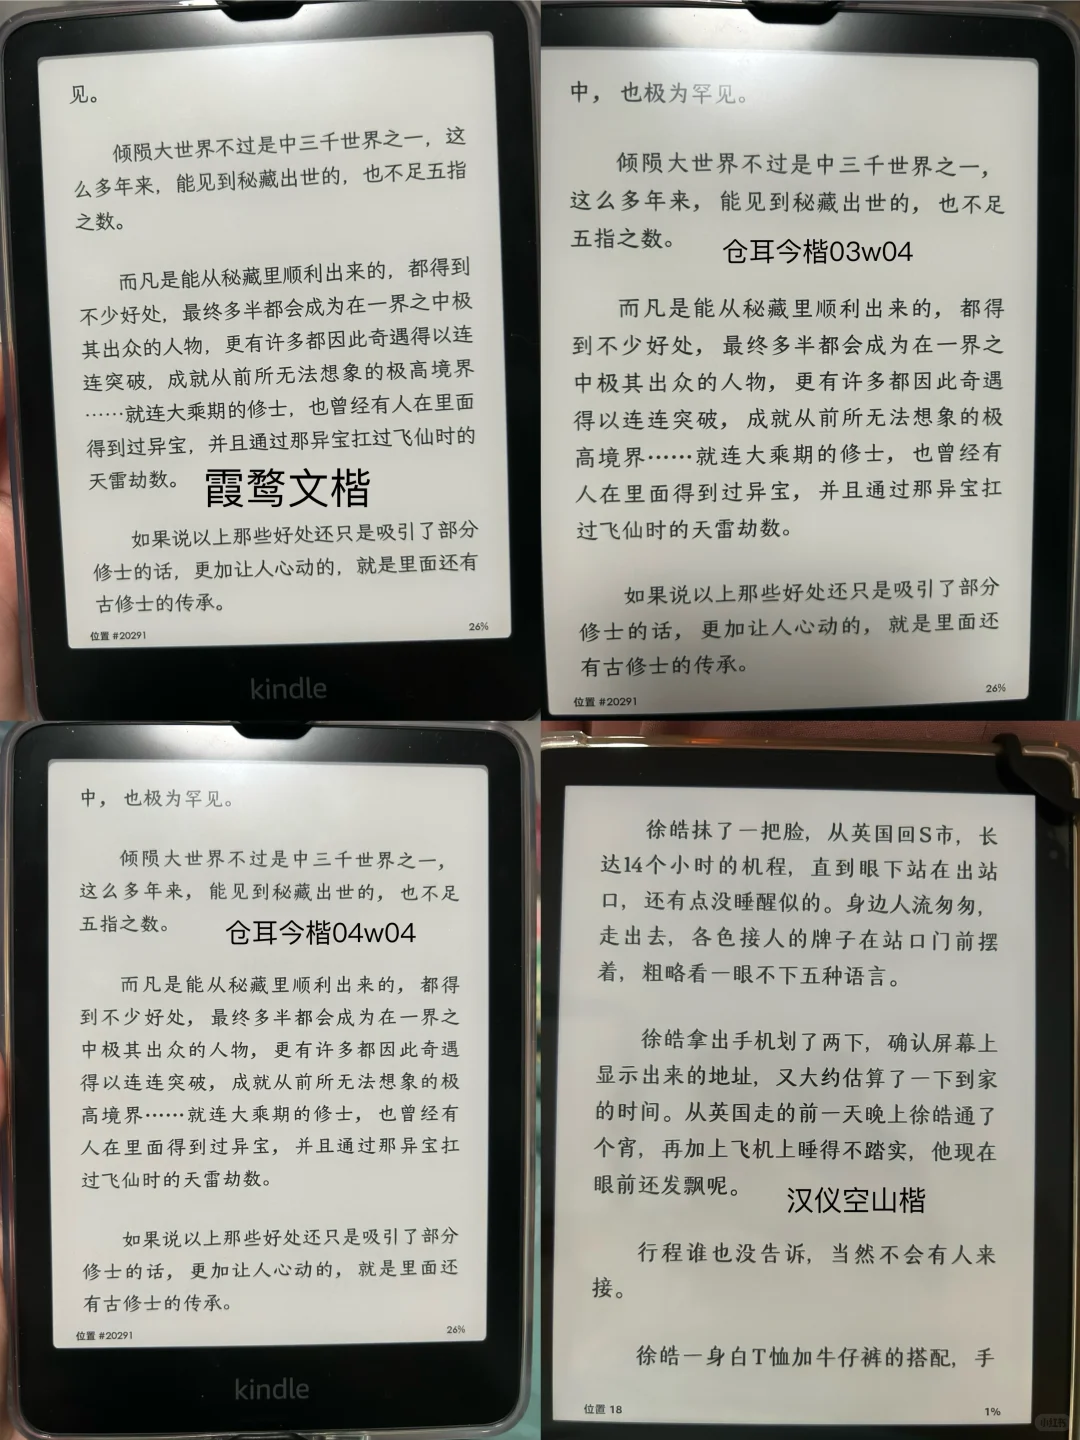 见。
倾陨大世界不过是中三千世界之一，这
么多年来，能见到秘藏出世的，也不足五指
之数。
而凡是能从秘藏里顺利出来的，都得到
不少好处，最终多半都会成为在一界之中极
其出众的人物，更有许多都因此奇遇得以连
连突破，成就从前所无法想象的极高境界
……就连大乘期的修士，也曾经有人在里面
得到过异宝，并且通过那异宝扛过飞仙时的
天雷劫数。
霞鹜文楷
如果说以上那些好处还只是吸引了部分
修士的话，更加让人心动的，就是里面还有
古修士的传承。
位置 #20291
26%
kindle
中，也极为罕见。
倾陨大世界不过是中三千世界之一，
这么多年来，能见到秘藏出世的，也不足
五指之数。
仓耳今楷03w04
而凡是能从秘藏里顺利出来的，都得
到不少好处，最终多半都会成为在一界之
中极其出众的人物，更有许多都因此奇遇
得以连连突破，成就从前所无法想象的极
高境界……就连大乘期的修士，也曾经有
人在里面得到过异宝，并且通过那异宝扛
过飞仙时的天雷劫数。
如果说以上那些好处还只是吸引了部分
修士的话，更加让人心动的，就是里面还
有古修士的传承。
位置 #20291
26%
中，也极为罕见。
倾陨大世界不过是中三千世界之一，
这么多年来，能见到秘藏出世的，也不足
五指之数。
仓耳今楷04w04
而凡是能从秘藏里顺利出来的，都得
到不少好处，最终多半都会成为在一界之
中极其出众的人物，更有许多都因此奇遇
得以连连突破，成就从前所无法想象的极
高境界……就连大乘期的修士，也曾经有
人在里面得到过异宝，并且通过那异宝扛
过飞仙时的天雷劫数。
如果说以上那些好处还只是吸引了部分
修士的话，更加让人心动的，就是里面还
有古修士的传承。
位置 #20291
26%
kindle
徐皓抹了一把脸，从英国回S市，长
达14个小时的机程，直到眼下站在出站
口，还有点没睡醒似的。身边人流匆匆，
走出去，各色接人的牌子在站口门前摆
着，粗略看一眼不下五种语言。
徐皓拿出手机划了两下，确认屏幕上
显示出来的地址，又大约估算了一下到家
的时间。从英国走的前一天晚上徐皓通了
个宵，再加上飞机上睡得不踏实，他现在
眼前还发飘呢。
汉仪空山楷
行程谁也没告诉，当然不会有人来
接。
徐皓一身白T恤加牛仔裤的搭配，手
位置 18
1%
小红书